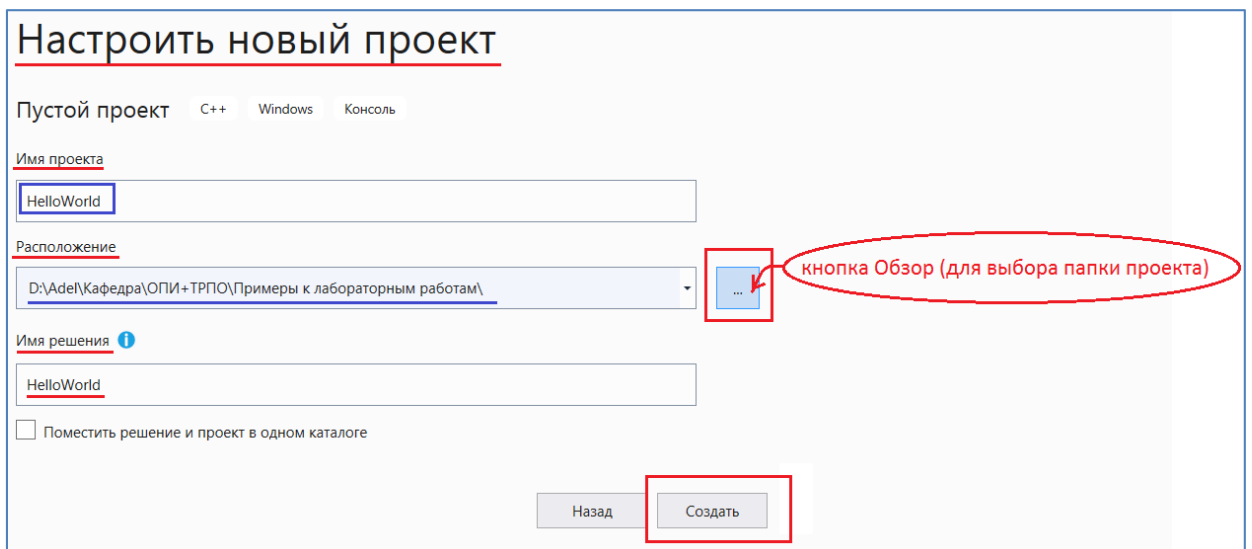 Настроить новый проект
Пустой проект C++ Windows Консоль
Имя проекта
HelloWorld
Расположение
D:\Adel\Кафедра\ОПИ+ТРПО\Примеры к лабораторным работам\ ... кнопка Обзор (для выбора папки проекта)
Имя решения
HelloWorld
Поместить решение и проект в одном каталоге
Назад Создать